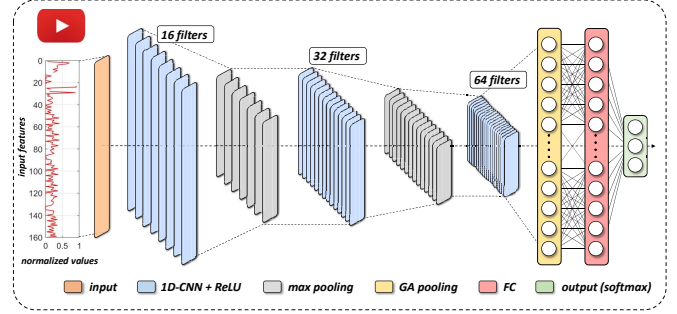 16 filters
32 filters
64 filters
input features
0
20
40
60
80
100
120
140
160
0 0.5 1
normalized values
input
1D-CNN + ReLU
max pooling
GA pooling
FC
output (softmax)